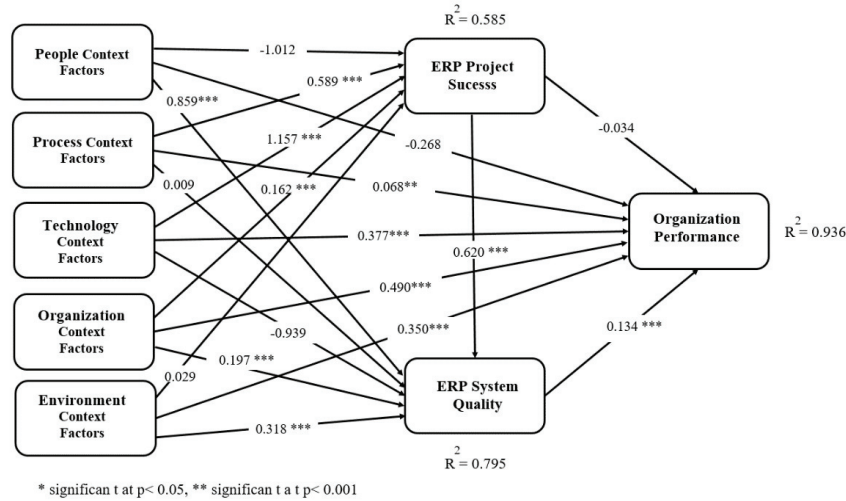 2
R = 0.585
People Context
Factors
-1.012
ERP Project
Sucesss
0.589 ***
0.859***
Process Context
Factors
1.157 ***
-0.034
-0.268
0.009
0.162 ***
0.068**
Technology
Context
Factors
0.377***
Organization
Performance
2
R = 0.936
0.620 ***
0.490***
Organization
Context
Factors
-0.939
0.350***
0.134 ***
0.197 ***
0.029
Environment
Context
Factors
0.318 ***
ERP System
Quality
2
R = 0.795
* significan t at p< 0.05, ** significan t a t p< 0.001